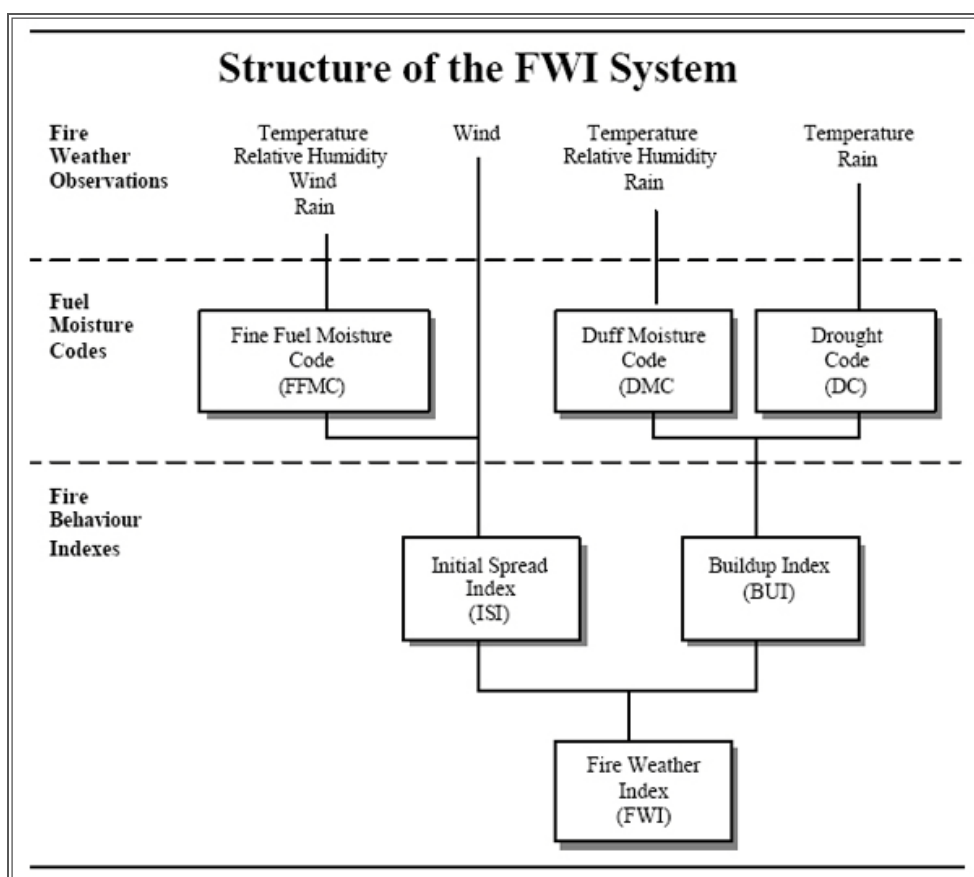 Structure of the FWI System
Fire
Weather
Observations
Temperature
Relative Humidity
Wind
Rain
Wind
Temperature
Relative Humidity
Rain
Temperature
Rain
Fuel
Moisture
Codes
Fine Fuel Moisture
Code
(FFMC)
Duff Moisture
Code
(DMC
Drought
Code
(DC)
Fire
Behaviour
Indexes
Initial Spread
Index
(ISI)
Buildup Index
(BUI)
Fire Weather
Index
(FWI)